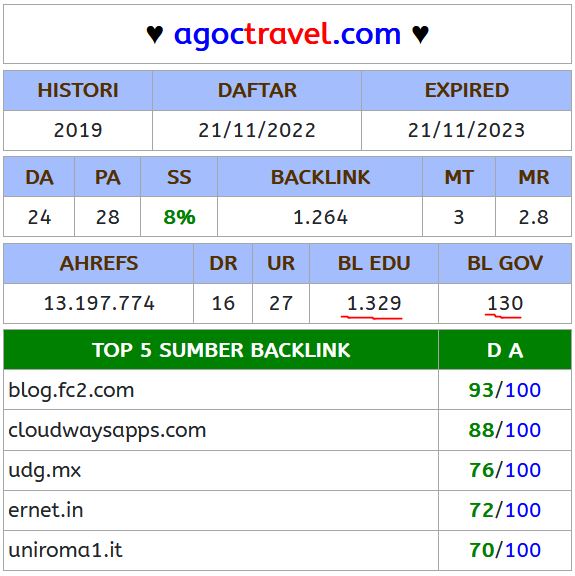 ♥ agoctravel.com ♥
HISTORI DAFTAR EXPIRED
2019 21/11/2022 21/11/2023
DA PA SS BACKLINK MT MR
24 28 8% 1.264 3 2.8
AHREFS DR UR BL EDU BL GOV
13.197.774 16 27 1.329 130
TOP 5 SUMBER BACKLINK D A
blog.fc2.com 93/100
cloudwaysapps.com 88/100
udg.mx 76/100
ernet.in 72/100
uniroma1.it 70/100